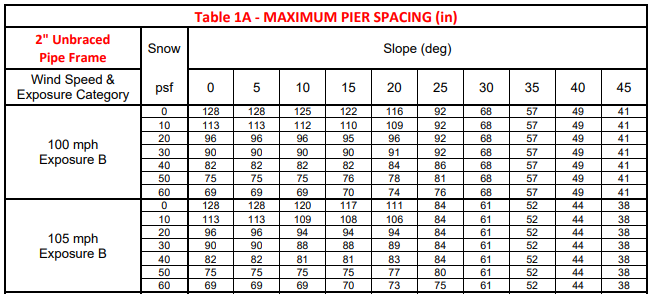 Table 1A - MAXIMUM PIER SPACING (in)
2" Unbraced Pipe Frame Snow Slope (deg)
Wind Speed & Exposure Category psf 0 5 10 15 20 25 30 35 40 45
100 mph Exposure B
0 128 128 125 122 116 92 68 57 49 41
10 113 113 112 110 109 92 68 57 49 41
20 96 96 96 95 96 92 68 57 49 41
30 90 90 90 90 91 92 68 57 49 41
40 82 82 82 82 84 86 68 57 49 41
50 75 75 75 76 78 81 68 57 49 41
60 69 69 69 70 74 76 68 57 49 41
105 mph Exposure B
0 128 128 120 117 111 84 61 52 44 38
10 113 113 109 108 106 84 61 52 44 38
20 96 96 94 94 94 84 61 52 44 38
30 90 90 88 88 89 84 61 52 44 38
40 82 82 81 81 83 84 61 52 44 38
50 75 75 75 75 77 80 61 52 44 38
60 69 69 69 70 73 75 61 52 44 38